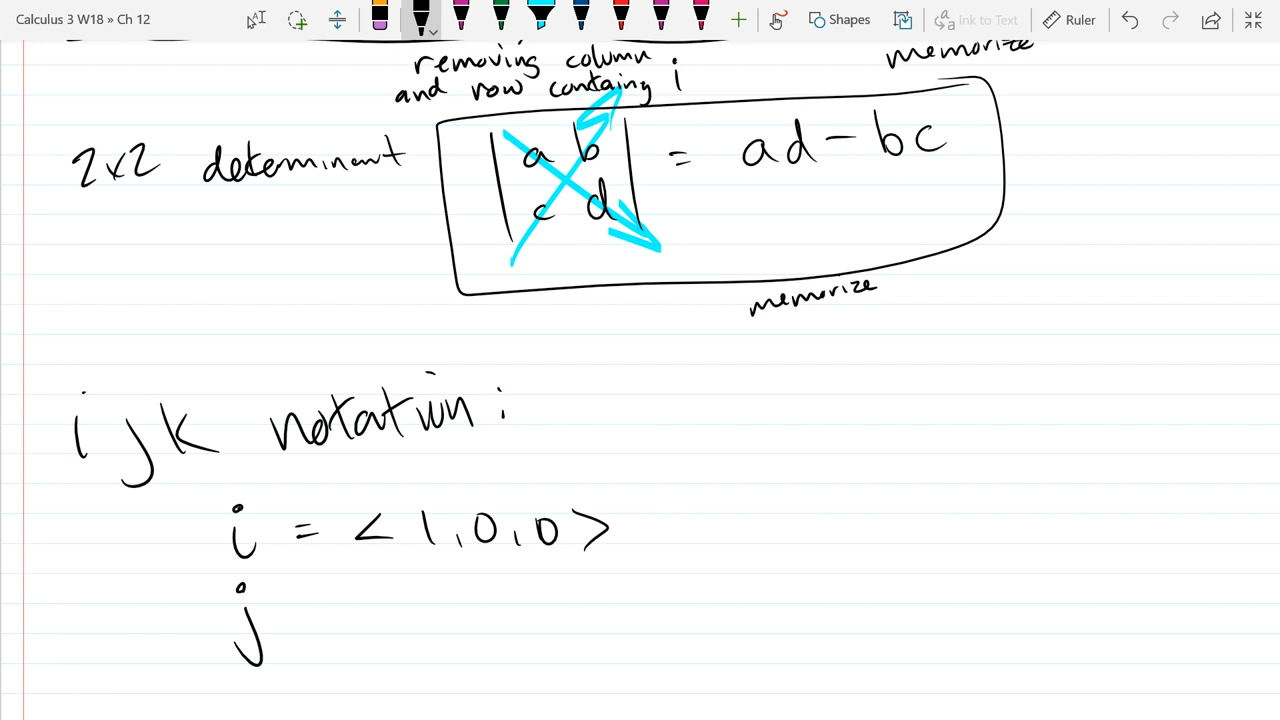 Calculus 3 W18 » Ch 12
Shapes
Ink to Text
Ruler
memorize
removing column
and row containg i
2x2 determinant | a b | = ad - bc
c d
memorize
i j k notation:
i = < 1, 0, 0 >
j